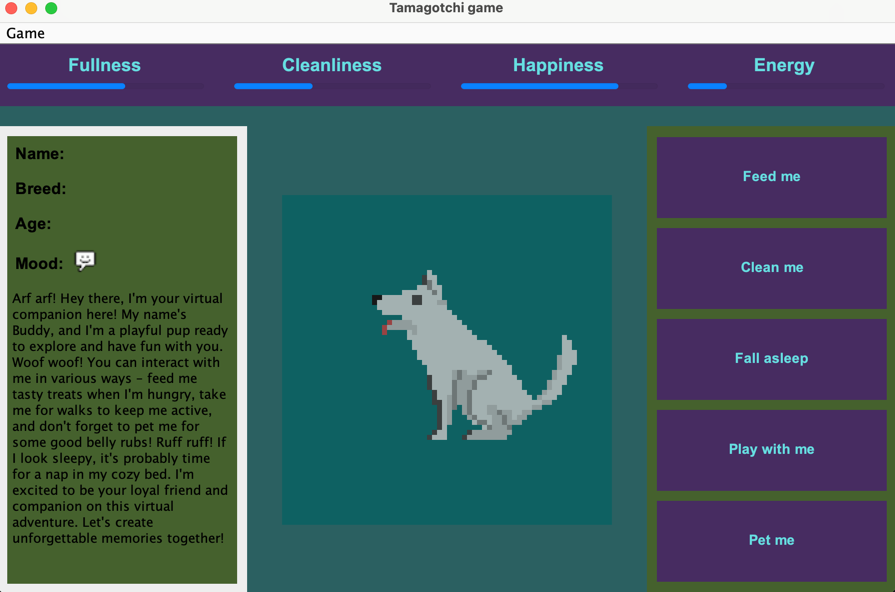 Tamagotchi game
Game
Fullness
Cleanliness
Happiness
Energy
Name:
Breed:
Age:
Mood:
Arf arf! Hey there, I'm your virtual
companion here! My name's
Buddy, and I'm a playful pup ready
to explore and have fun with you.
Woof woof! You can interact with
me in various ways – feed me
tasty treats when I'm hungry, take
me for walks to keep me active,
and don't forget to pet me for
some good belly rubs! Ruff ruff! If
I look sleepy, it's probably time
for a nap in my cozy bed. I'm
excited to be your loyal friend and
companion on this virtual
adventure. Let's create
unforgettable memories together!
Feed me
Clean me
Fall asleep
Play with me
Pet me